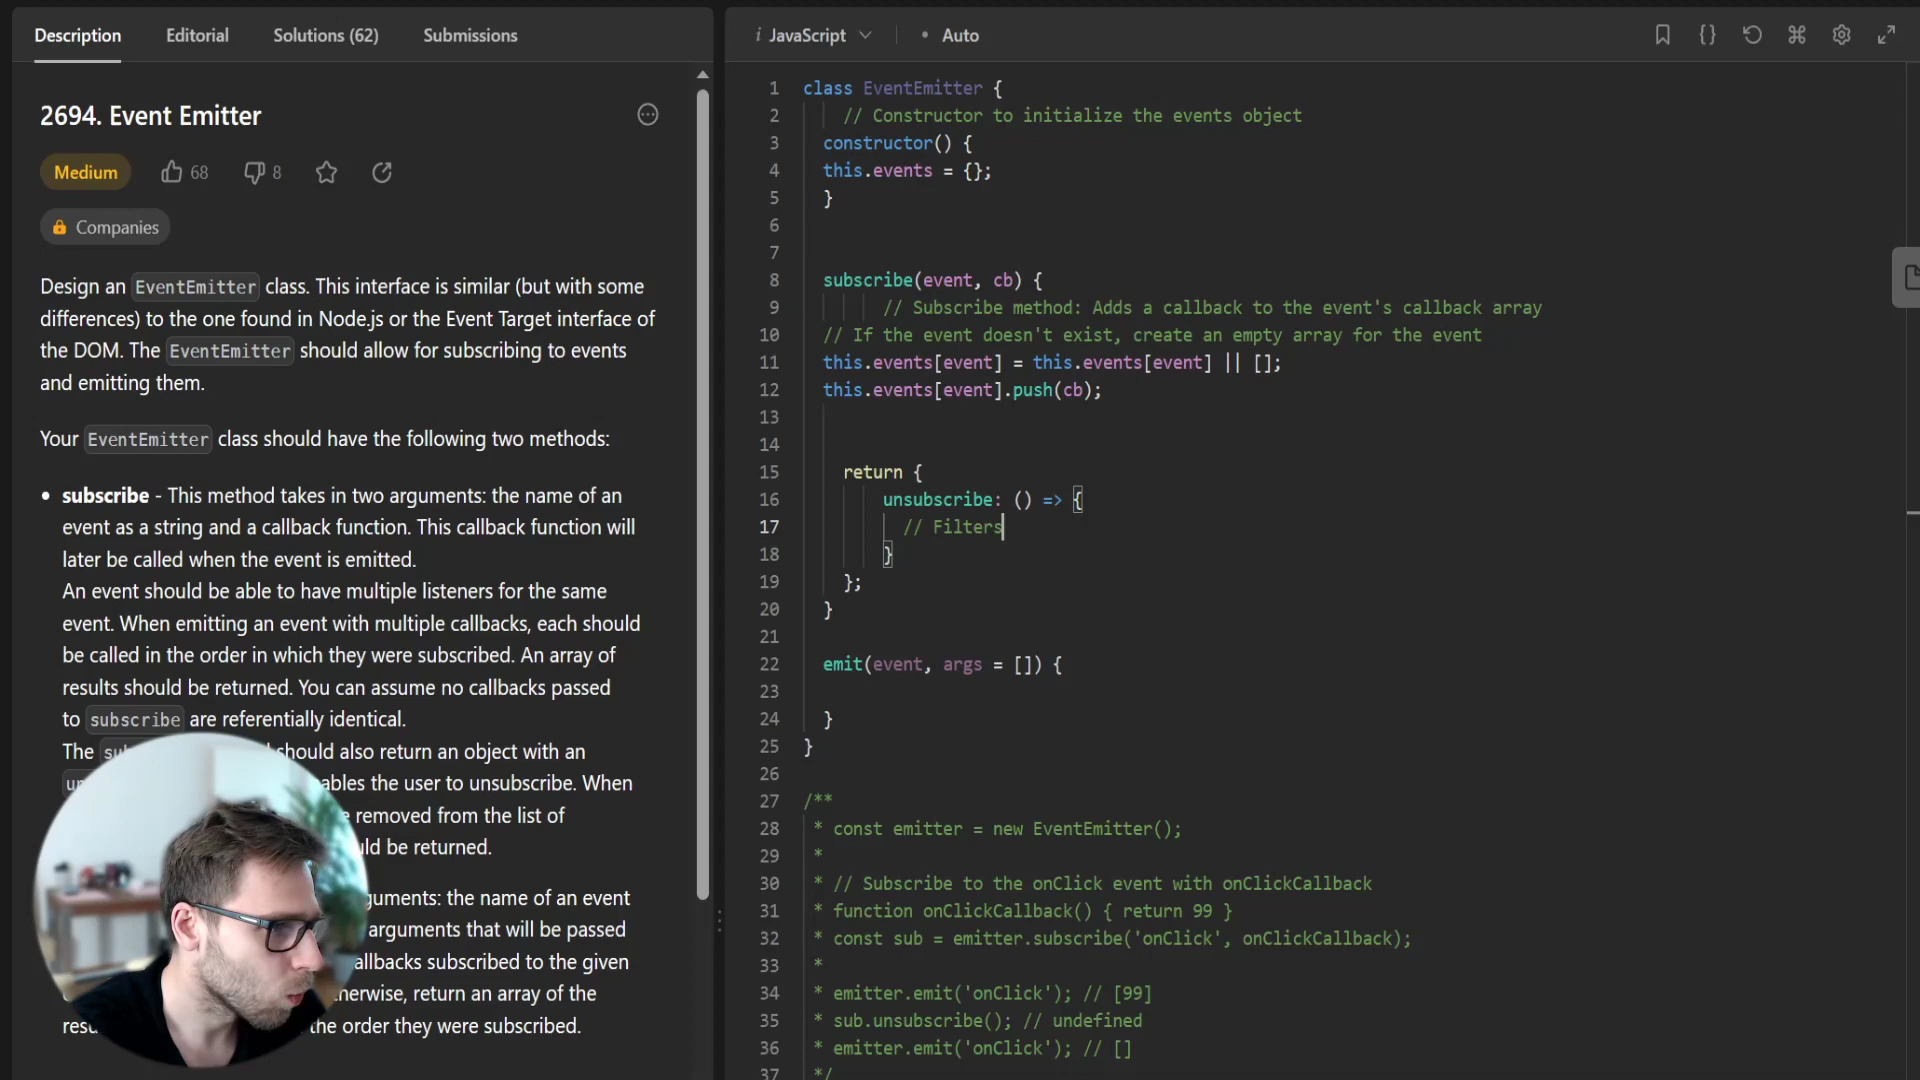 Description Editorial Solutions (62) Submissions
2694. Event Emitter
Medium 68 8
Companies
Design an EventEmitter class. This interface is similar (but with some
differences) to the one found in Node.js or the Event Target interface of
the DOM. The EventEmitter should allow for subscribing to events
and emitting them.
Your EventEmitter class should have the following two methods:
• subscribe - This method takes in two arguments: the name of an
event as a string and a callback function. This callback function will
later be called when the event is emitted.
An event should be able to have multiple listeners for the same
event. When emitting an event with multiple callbacks, each should
be called in the order in which they were subscribed. An array of
results should be returned. You can assume no callbacks passed
to subscribe are referentially identical.
The should also return an object with an
ables the user to unsubscribe. When
removed from the list of
ld be returned.
guments: the name of an event
arguments that will be passed
allbacks subscribed to the given
herwise, return an array of the
the order they were subscribed.
i JavaScript • Auto
1 class EventEmitter {
2 // Constructor to initialize the events object
3 constructor() {
4 this.events = {};
5 }
6
7
8 subscribe(event, cb) {
9 // Subscribe method: Adds a callback to the event's callback array
10 // If the event doesn't exist, create an empty array for the event
11 this.events[event] = this.events[event] || [];
12 this.events[event].push(cb);
13
14
15 return {
16 unsubscribe: () => {
17 // Filters
18 }
19 };
20 }
21
22 emit(event, args = []) {
23
24 }
25 }
26
27 /**
28 * const emitter = new EventEmitter();
29 *
30 * // Subscribe to the onClick event with onClickCallback
31 * function onClickCallback() { return 99 }
32 * const sub = emitter.subscribe('onClick', onClickCallback);
33 *
34 * emitter.emit('onClick'); // [99]
35 * sub.unsubscribe(); // undefined
36 * emitter.emit('onClick'); // []
37 */